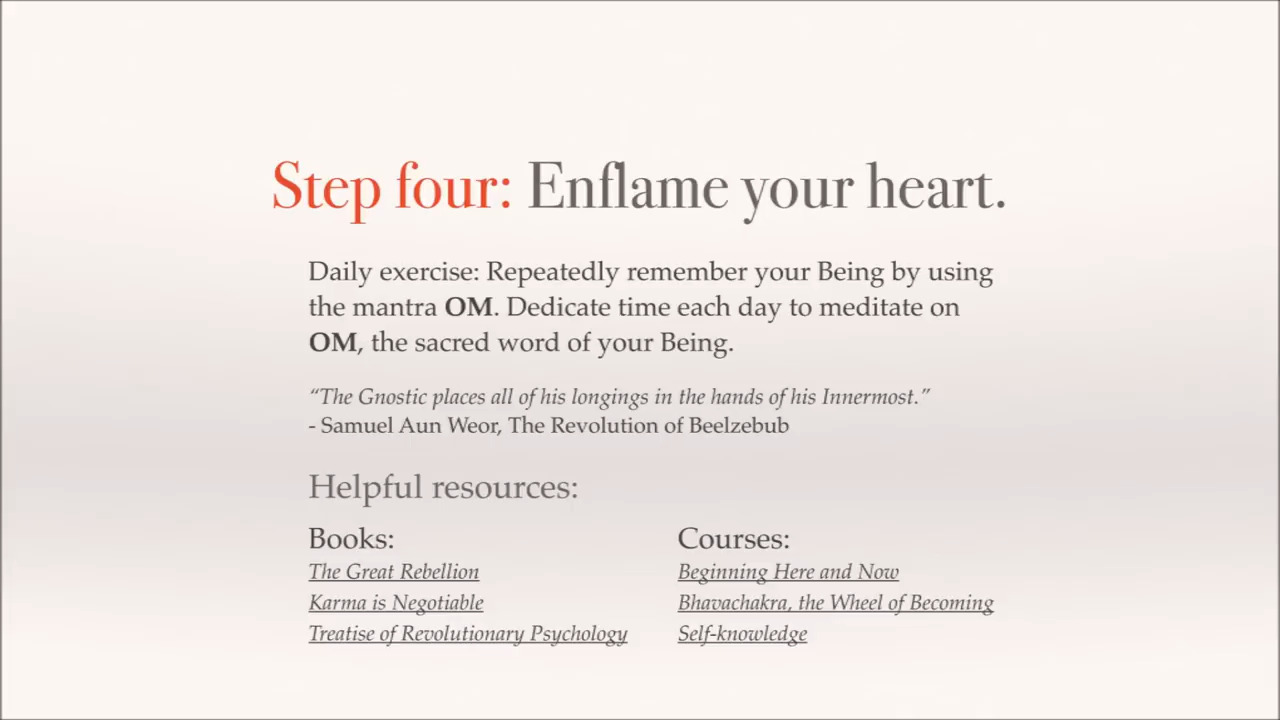 Step four: Enflame your heart.
Daily exercise: Repeatedly remember your Being by using
the mantra OM. Dedicate time each day to meditate on
OM, the sacred word of your Being.
“The Gnostic places all of his longings in the hands of his Innermost.”
- Samuel Aun Weor, The Revolution of Beelzebub
Helpful resources:
Books:
The Great Rebellion
Karma is Negotiable
Treatise of Revolutionary Psychology
Courses:
Beginning Here and Now
Bhavachakra, the Wheel of Becoming
Self-knowledge